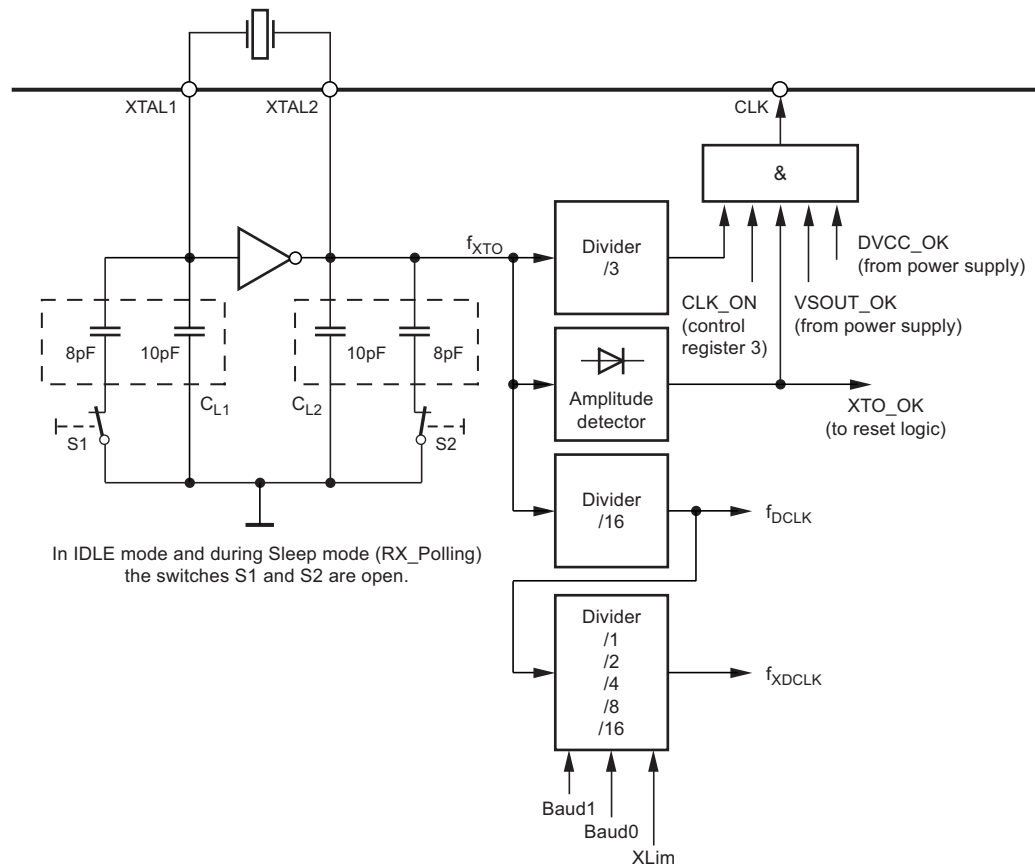 XTAL1
XTAL2
CLK
&
DVCC_OK
(from power supply)
fXTO
Divider
/3
CLK_ON
(control
register 3)
VSOUT_OK
(from power supply)
8pF
10pF
10pF
8pF
CL1
CL2
S1
S2
Amplitude
detector
XTO_OK
(to reset logic)
Divider
/16
fDCLK
In IDLE mode and during Sleep mode (RX_Polling)
the switches S1 and S2 are open.
Divider
/1
/2
/4
/8
/16
fXDCLK
Baud1
Baud0
XLim